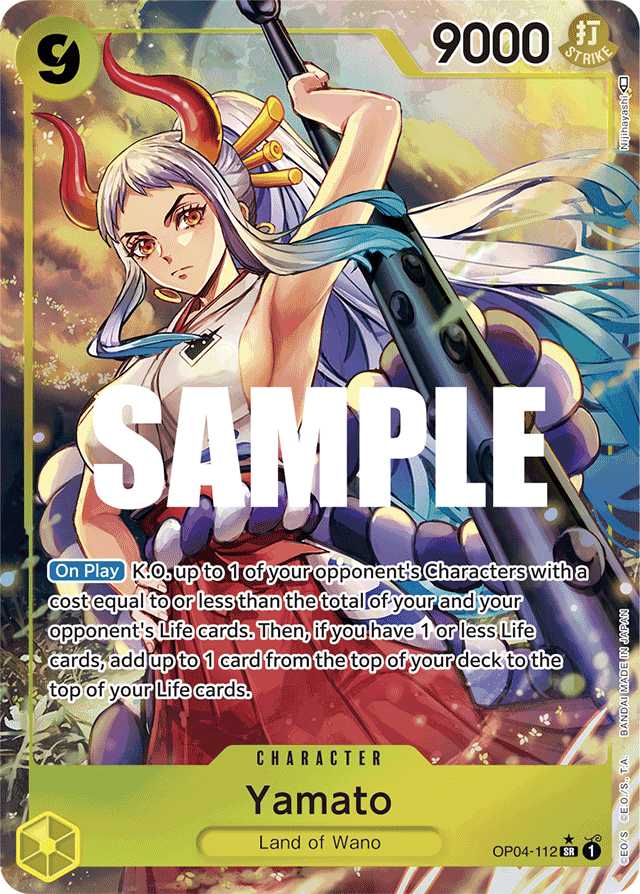 9
9000
打
STRIKE
Nijihayashi
SAMPLE
On Play K.O. up to 1 of your opponent's Characters with a
cost equal to or less than the total of your and your
opponent's Life cards. Then, if you have 1 or less Life
cards, add up to 1 card from the top of your deck to the
top of your Life cards.
CHARACTER
Yamato
Land of Wano
OP04-112 ★ SR 1
©E.O/S ©E.O./S., T.A. BANDAI MADE IN JAPAN